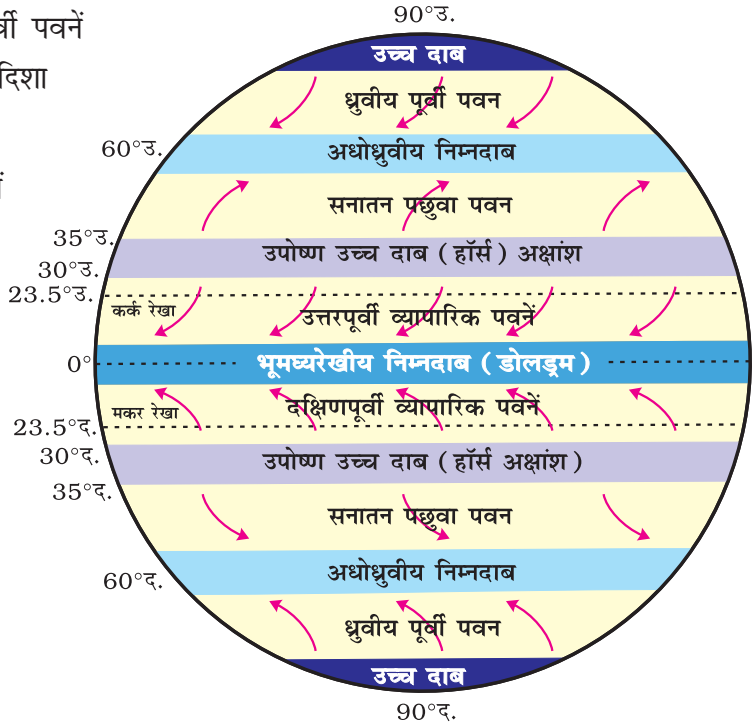 र्वी पवनें
दिशा
90°उ.
उच्च दाब
ध्रुवीय पूर्वी पवन
60°उ.
अधोध्रुवीय निम्नदाब
सनातन पछुवा पवन
35°उ.
उपोष्ण उच्च दाब (हॉर्स) अक्षांश
30°उ.
23.5°उ.
कर्क रेखा
उत्तरपूर्वी व्यापारिक पवनें
0°
भूमघ्यरेखीय निम्नदाब (डोलड्रम)
मकर रेखा
दक्षिणपूर्वी व्यापारिक पवनें
23.5°द.
30°द.
उपोष्ण उच्च दाब (हॉर्स अक्षांश)
35°द.
सनातन पछुवा पवन
60°द.
अधोध्रुवीय निम्नदाब
ध्रुवीय पूर्वी पवन
उच्च दाब
90°द.